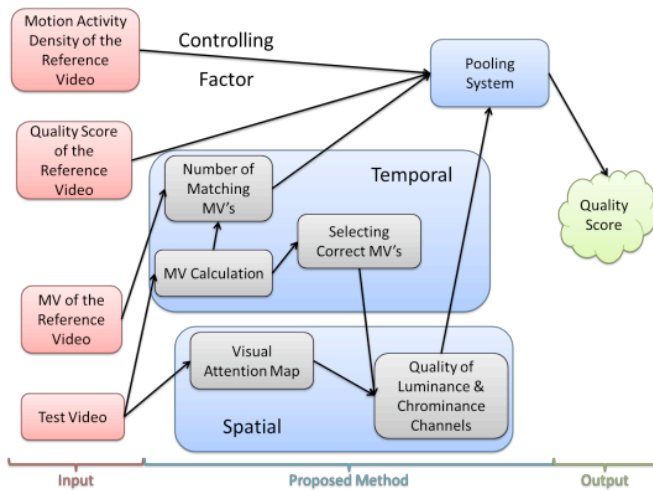 Motion Activity
Density of the
Reference
Video
Controlling
Factor
Pooling
System
Quality Score
of the
Reference
Video
Number of
Matching
MV's
Temporal
Selecting
Correct MV's
MV Calculation
Quality
Score
MV of the
Reference
Video
Visual
Attention Map
Quality of
Luminance &
Chrominance
Channels
Test Video
Spatial
Input
Proposed Method
Output